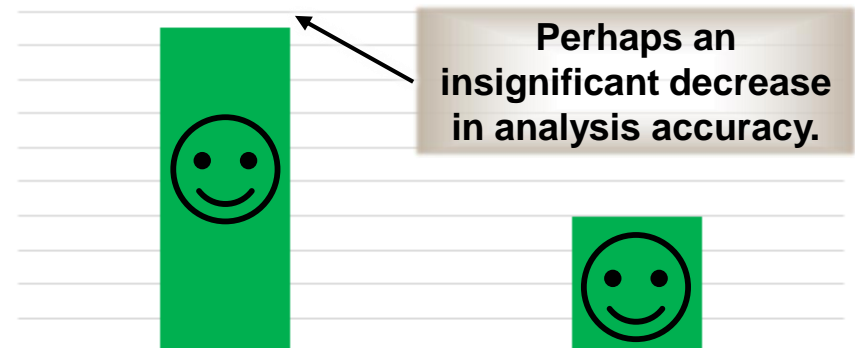 Perhaps an
insignificant decrease
in analysis accuracy.